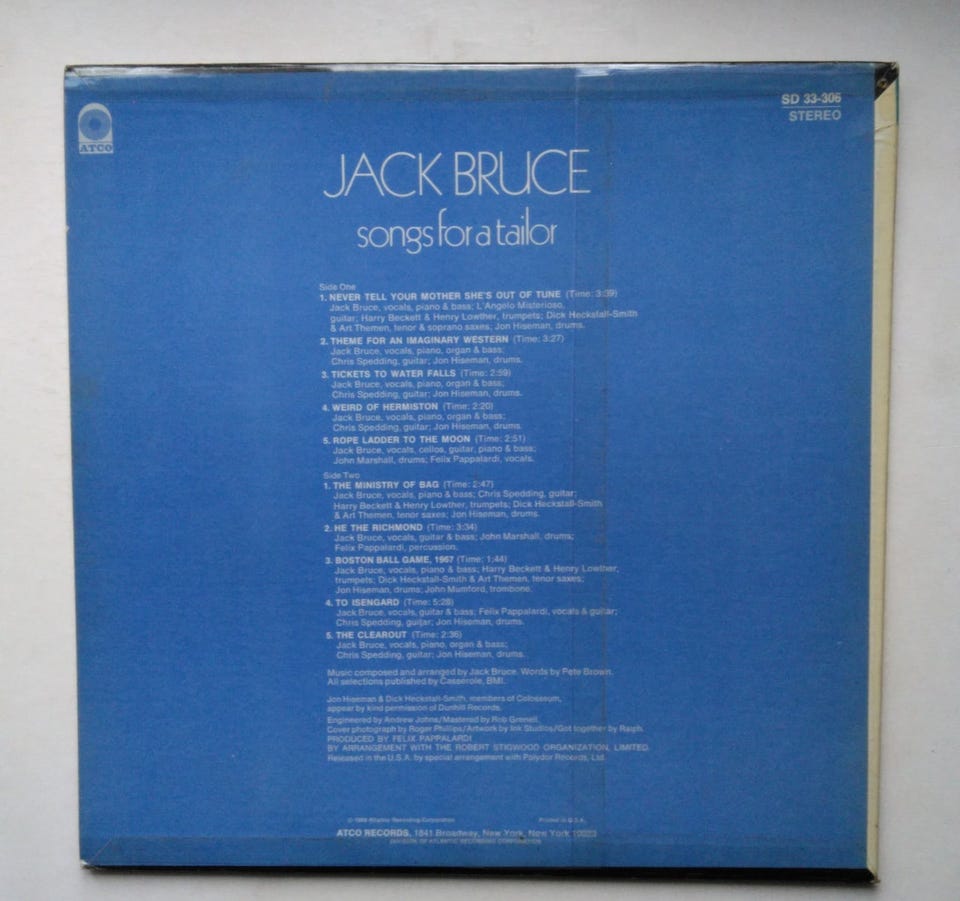 ATCO
SD 33-306
STEREO
JACK BRUCE
songs for a tailor
Side One
1. NEVER TELL YOUR MOTHER SHE'S OUT OF TUNE (Time: 3:39)
Jack Bruce, vocals, piano & bass; L'Angelo Misterioso,
guitar; Harry Beckett & Henry Lowther, trumpets; Dick Heckstall-Smith
& Art Themen, tenor & soprano saxes; Jon Hiseman, drums.
2. THEME FOR AN IMAGINARY WESTERN (Time: 3:27)
Jack Bruce, vocals, piano, organ & bass;
Chris Spedding, guitar; Jon Hiseman, drums.
3. TICKETS TO WATER FALLS (Time: 2:59)
Jack Bruce, vocals, piano, organ & bass;
Chris Spedding, guitar; Jon Hiseman, drums.
4. WEIRD OF HERMISTON (Time: 2:20)
Jack Bruce, vocals, piano, organ & bass;
Chris Spedding, guitar; Jon Hiseman, drums.
5. ROPE LADDER TO THE MOON (Time: 2:51)
Jack Bruce, vocals, cellos, guitar, piano & bass;
John Marshall, drums; Felix Pappalardi, vocals.
Side Two
1. THE MINISTRY OF BAG (Time: 2:47)
Jack Bruce, vocals, piano & bass; Chris Spedding, guitar;
Harry Beckett & Henry Lowther, trumpets; Dick Heckstall-Smith
& Art Themen, tenor saxes; Jon Hiseman, drums.
2. HE THE RICHMOND (Time: 3:34)
Jack Bruce, vocals, guitar & bass; John Marshall, drums;
Felix Pappalardi, percussion.
3. BOSTON BALL GAME, 1967 (Time: 1:44)
Jack Bruce, vocals, piano & bass; Harry Beckett & Henry Lowther,
trumpets; Dick Heckstall-Smith & Art Themen, tenor saxes;
Jon Hiseman, drums; John Mumford, trombone.
4. TO ISENGARD (Time: 5:28)
Jack Bruce, vocals, guitar & bass; Felix Pappalardi, vocals & guitar;
Chris Spedding, guitar; Jon Hiseman, drums.
5. THE CLEAROUT (Time: 2:36)
Jack Bruce, vocals, piano, organ & bass;
Chris Spedding, guitar; Jon Hiseman, drums.
Music composed and arranged by Jack Bruce. Words by Pete Brown.
All selections published by Casserole, BMI.
Jon Hiseman & Dick Heckstall-Smith, members of Colosseum,
appear by kind permission of Dunhill Records.
Engineered by Andrew Johns/Mastered by Rob Grenell.
Cover photograph by Roger Phillips/Artwork by Ink Studios/Got together by Ralph.
PRODUCED BY FELIX PAPPALARDI
BY ARRANGEMENT WITH THE ROBERT STIGWOOD ORGANIZATION, LIMITED.
Released in the U.S.A. by special arrangement with Polydor Records, Ltd.
© 1969 Atlantic Recording Corporation Printed in U.S.A.
ATCO RECORDS, 1841 Broadway, New York, New York 10023
DIVISION OF ATLANTIC RECORDING CORPORATION